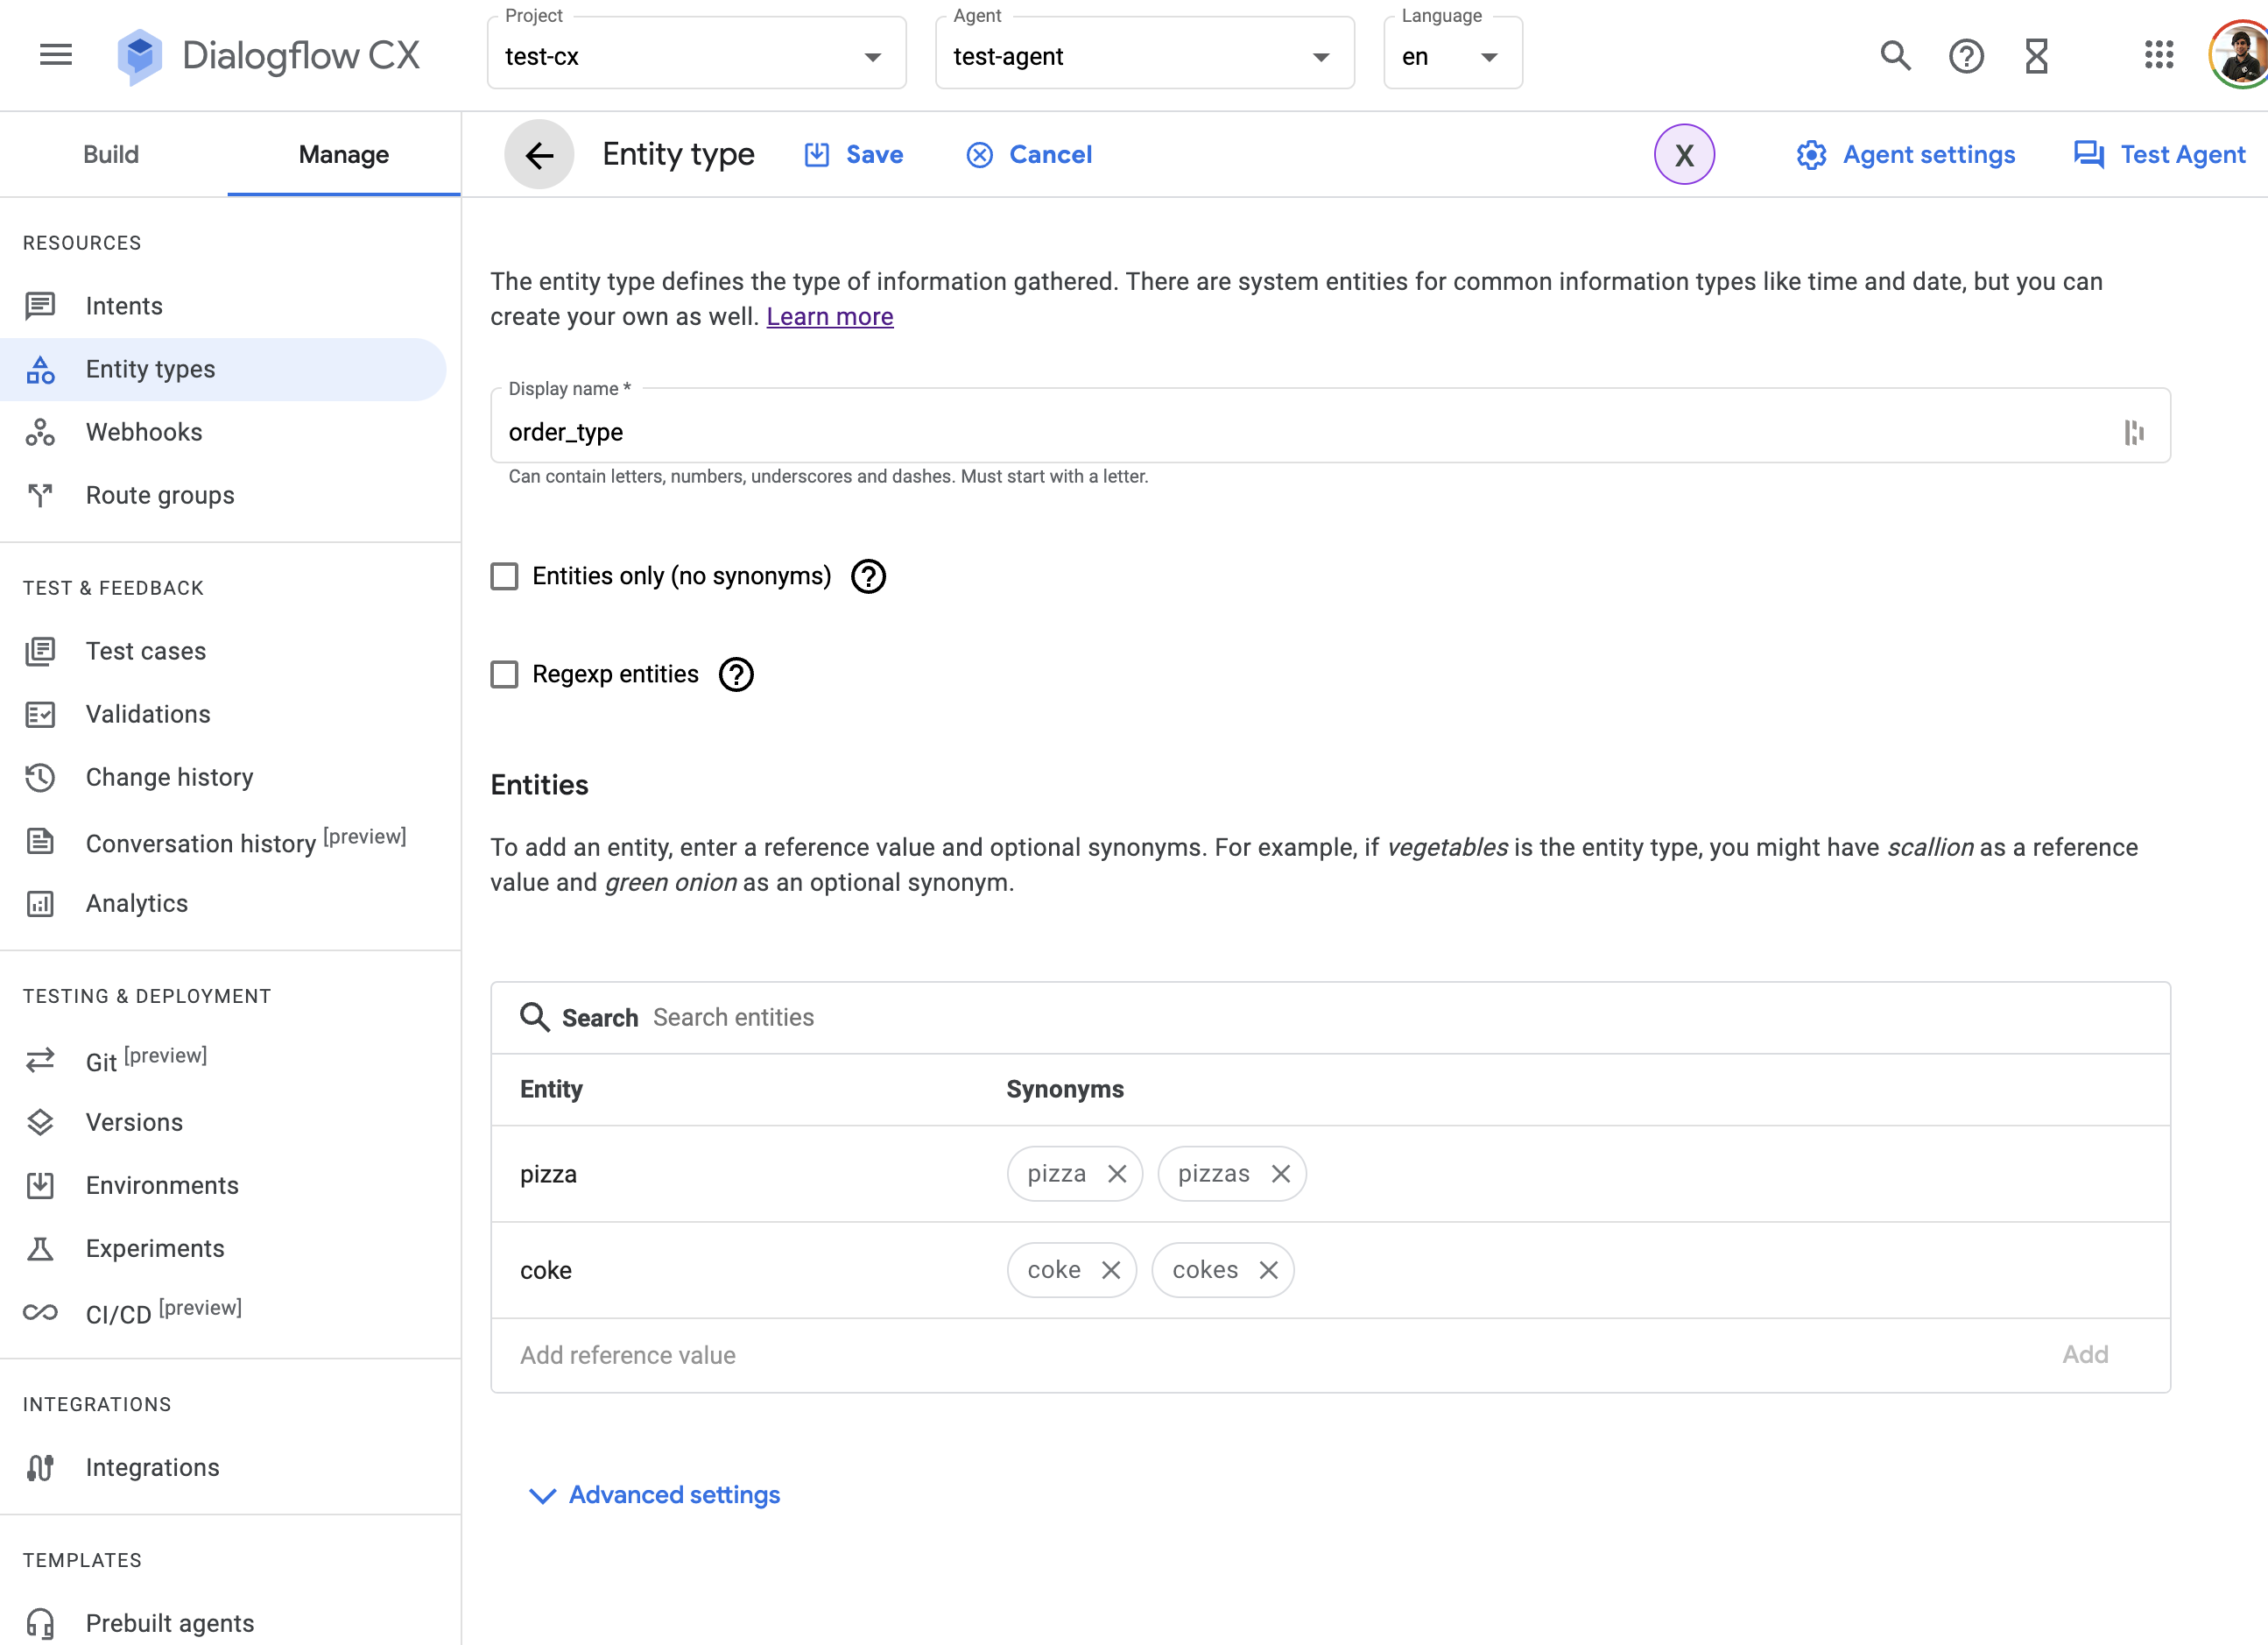 Dialogflow CX
Project
test-cx
Agent
test-agent
Language
en
Build
Manage
Entity type
Save
Cancel
X
Agent settings
Test Agent
RESOURCES
Intents
Entity types
Webhooks
Route groups
TEST & FEEDBACK
Test cases
Validations
Change history
Conversation history [preview]
Analytics
TESTING & DEPLOYMENT
Git [preview]
Versions
Environments
Experiments
CI/CD [preview]
INTEGRATIONS
Integrations
TEMPLATES
Prebuilt agents
The entity type defines the type of information gathered. There are system entities for common information types like time and date, but you can
create your own as well. Learn more
Display name *
order_type
Can contain letters, numbers, underscores and dashes. Must start with a letter.
Entities only (no synonyms)
Regexp entities
Entities
To add an entity, enter a reference value and optional synonyms. For example, if vegetables is the entity type, you might have scallion as a reference
value and green onion as an optional synonym.
Search Search entities
Entity Synonyms
pizza pizza pizzas
coke coke cokes
Add reference value Add
Advanced settings